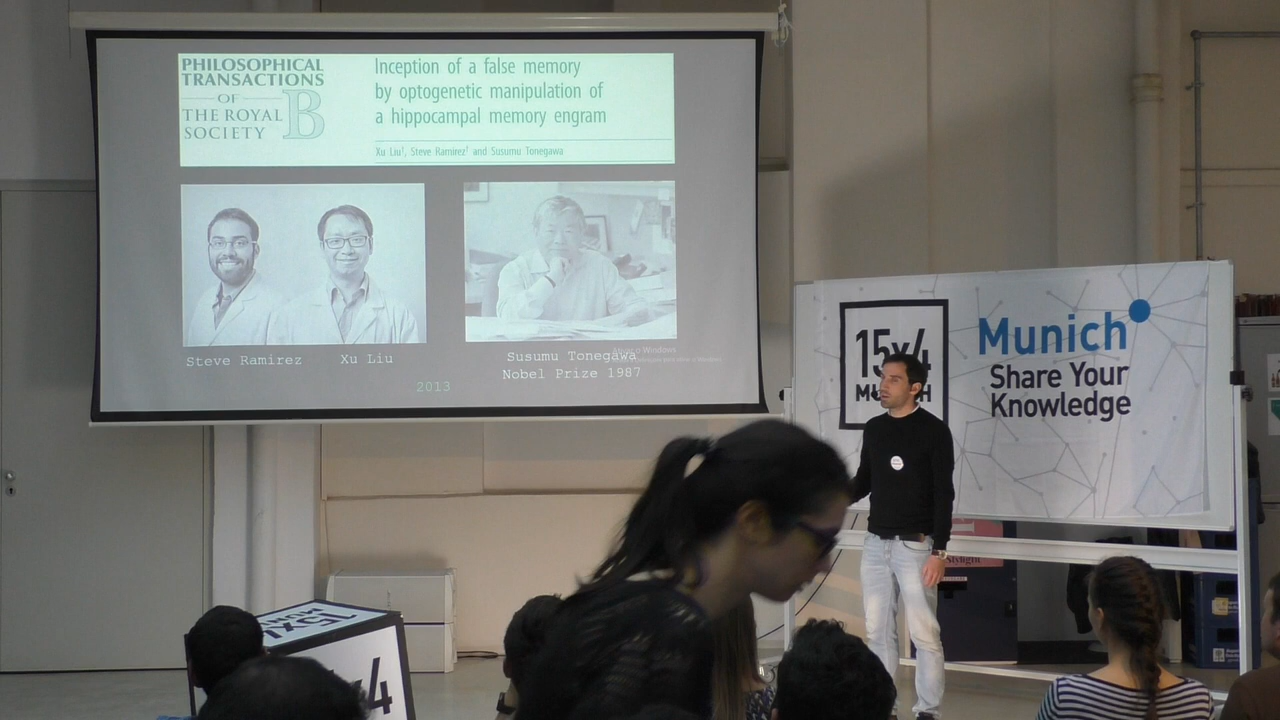 PHILOSOPHICAL
TRANSACTIONS
OF
THE ROYAL
SOCIETY
B
Inception of a false memory
by optogenetic manipulation of
a hippocampal memory engram
Xu Liu†, Steve Ramirez† and Susumu Tonegawa
Steve Ramirez
Xu Liu
Susumu Tonegawa
Nobel Prize 1987
2013
15x4
Munich
Share Your
Knowledge
15x4
Stylight